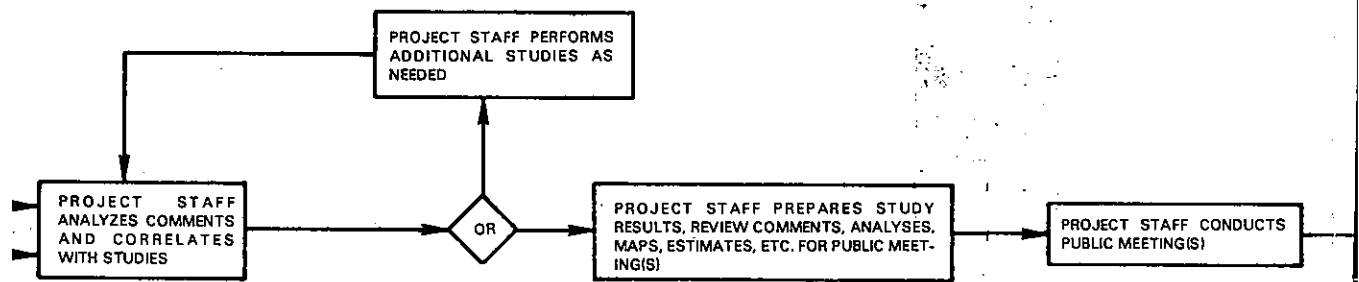 PROJECT STAFF PERFORMS
ADDITIONAL STUDIES AS
NEEDED
PROJECT STAFF
ANALYZES COMMENTS
AND CORRELATES
WITH STUDIES
OR
PROJECT STAFF PREPARES STUDY
RESULTS, REVIEW COMMENTS, ANALYSES,
MAPS, ESTIMATES, ETC. FOR PUBLIC MEET-
ING(S)
PROJECT STAFF CONDUCTS
PUBLIC MEETING(S)